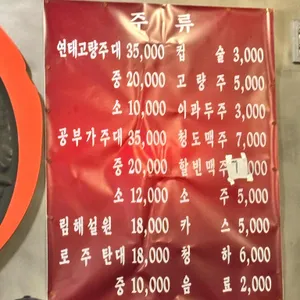 주 류
연태고량주대 35,000 컵 술 3,000
중 20,000 고 량 주 5,000
소 10,000 이과두주 3,000
공부가주대 35,000 칭도맥주 7,000
중 20,000 할빈맥주
소 12,000 소 주 5,000
림해설원 18,000 카 스 5,000
로 주 탄대 18,000 청 하 6,000
중 10,000 음 료 2,000